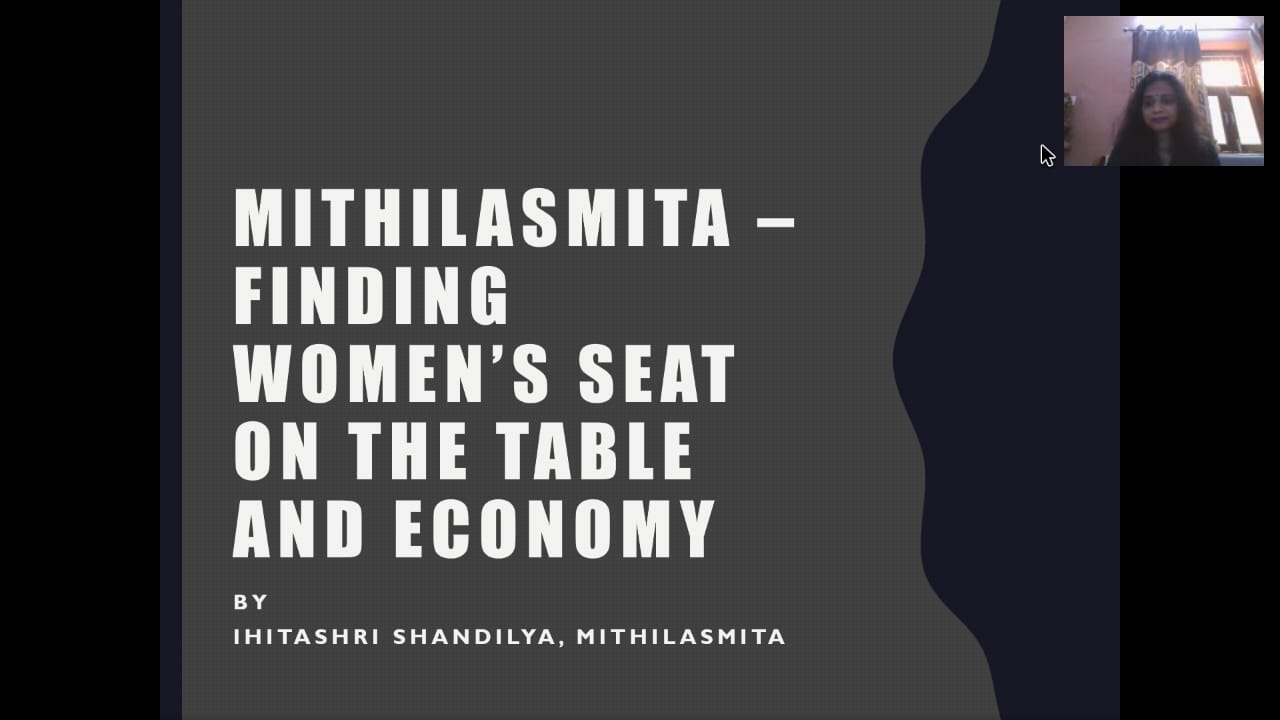 MITHILASMITA –
FINDING
WOMEN’S SEAT
ON THE TABLE
AND ECONOMY
BY
IHITASHRI SHANDILYA, MITHILASMITA